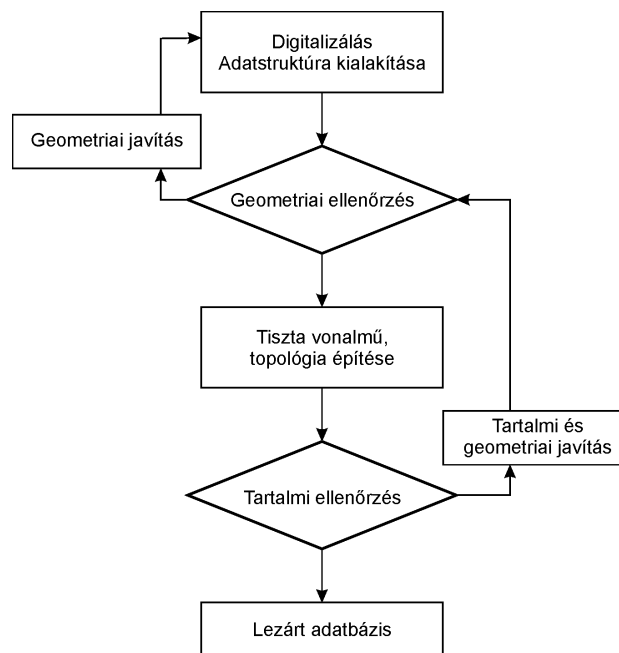 Digitalizálás
Adatstruktúra kialakítása
Geometriai javítás
Geometriai ellenőrzés
Tiszta vonalmű,
topológia építése
Tartalmi és
geometriai javítás
Tartalmi ellenőrzés
Lezárt adatbázis